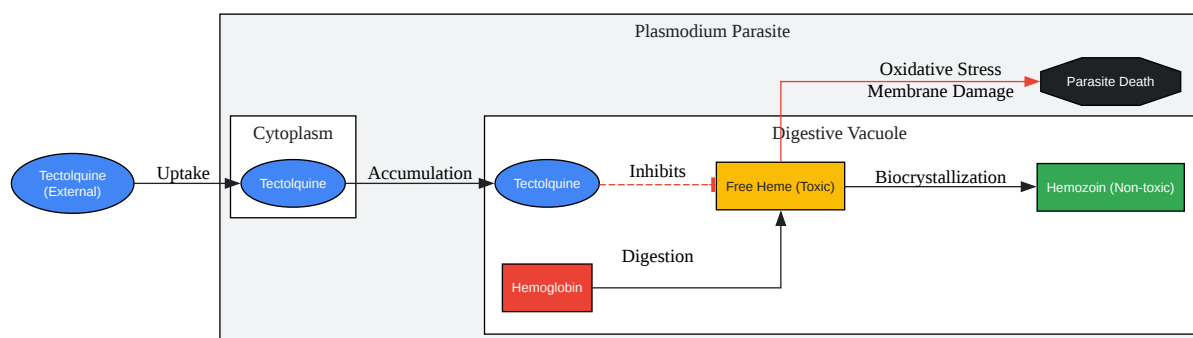 Plasmodium Parasite
Oxidative Stress
Membrane Damage
Parasite Death
Cytoplasm
Digestive Vacuole
Tectolquine
(External)
Uptake
Tectolquine
Accumulation
Tectolquine
Inhibits
Free Heme (Toxic)
Biocrystallization
Hemozoin (Non-toxic)
Digestion
Hemoglobin